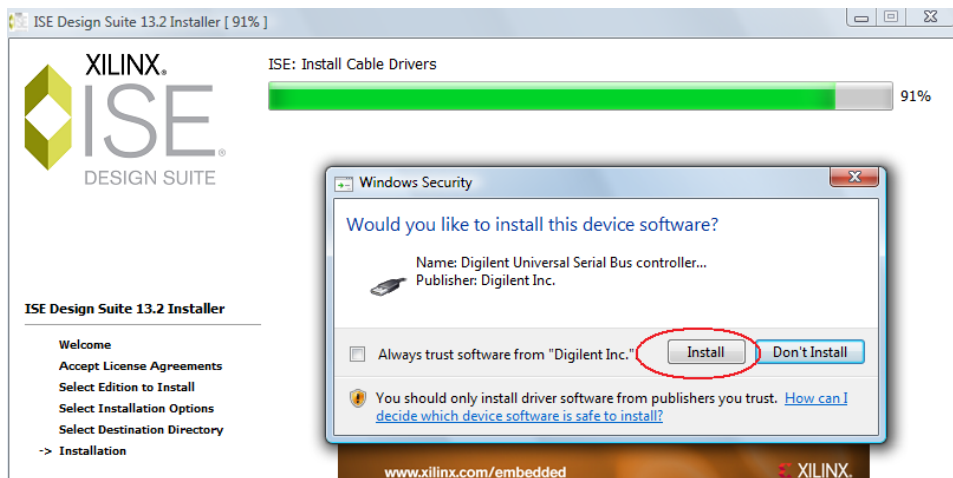 ISE Design Suite 13.2 Installer [ 91% ]
XILINX.
ISE
DESIGN SUITE
ISE: Install Cable Drivers
91%
Windows Security
Would you like to install this device software?
Name: Digilent Universal Serial Bus controller...
Publisher: Digilent Inc.
Always trust software from "Digilent Inc."
Install
Don't Install
You should only install driver software from publishers you trust. How can I
decide which device software is safe to install?
ISE Design Suite 13.2 Installer
Welcome
Accept License Agreements
Select Edition to Install
Select Installation Options
Select Destination Directory
-> Installation
www.xilinx.com/embedded
XILINX.